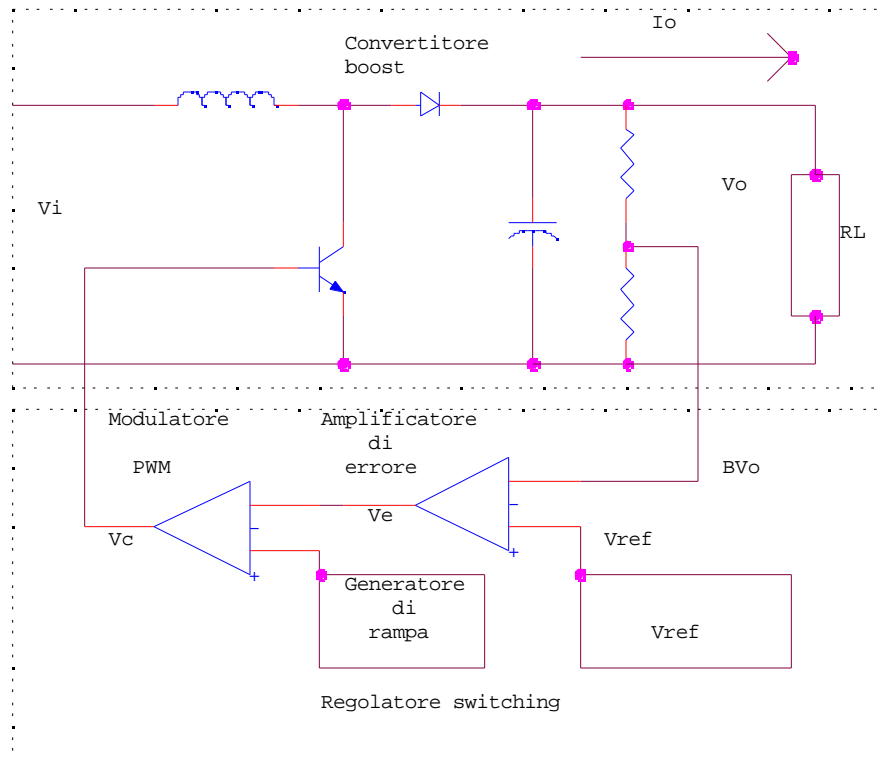 Io
Convertitore
boost
Vi
Vo
RL
Modulatore
PWM
Amplificatore
di
errore
BVo
Vc
Ve
Vref
-
+
-
+
Generatore
di
rampa
Vref
Regolatore switching